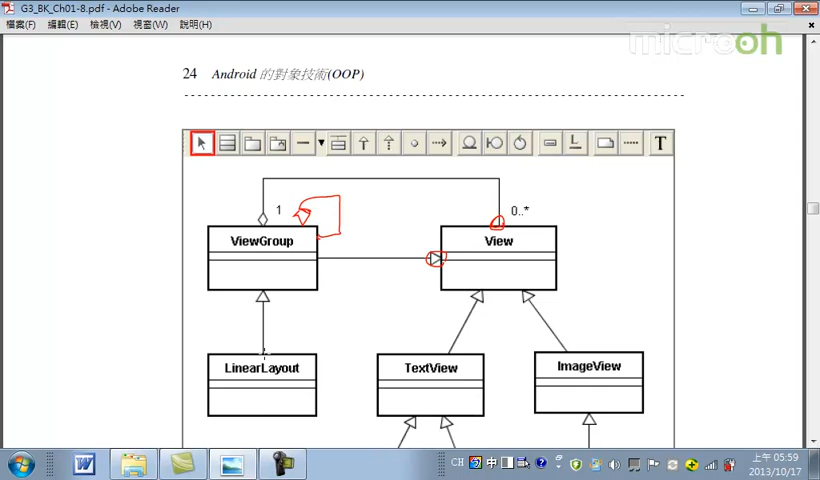 G3_BK_Ch01-8.pdf - Adobe Reader
檔案(F) 編輯(E) 檢視(V) 視窗(W) 說明(H)
microoh
24 Android 的對象技術(OOP)
T
1
0..*
ViewGroup
View
LinearLayout
TextView
ImageView
CH 中
上午 05:59
2013/10/17